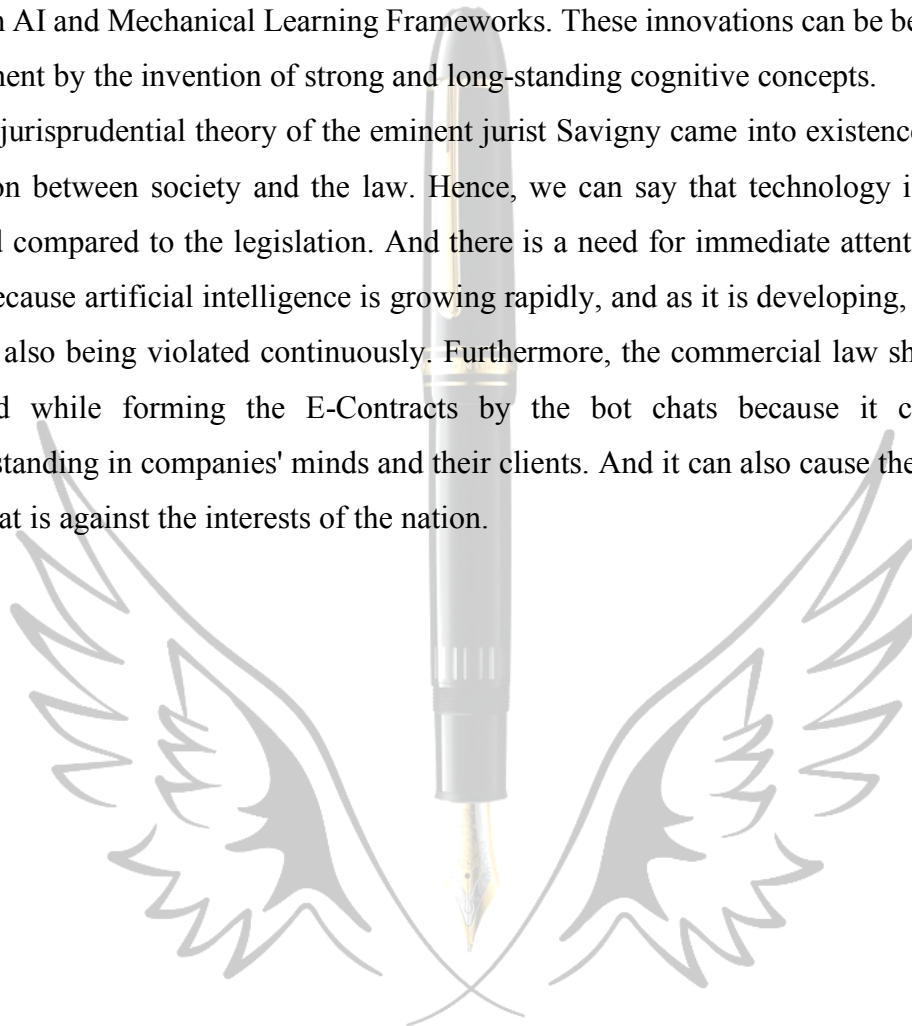 n AI and Mechanical Learning Frameworks. These innovations can be be
nent by the invention of strong and long-standing cognitive concepts.
jurisprudential theory of the eminent jurist Savigny came into existence
on between society and the law. Hence, we can say that technology i
d compared to the legislation. And there is a need for immediate attent
ecause artificial intelligence is growing rapidly, and as it is developing,
also being violated continuously. Furthermore, the commercial law sh
d while forming the E-Contracts by the bot chats because it c
standing in companies' minds and their clients. And it can also cause the
at is against the interests of the nation.